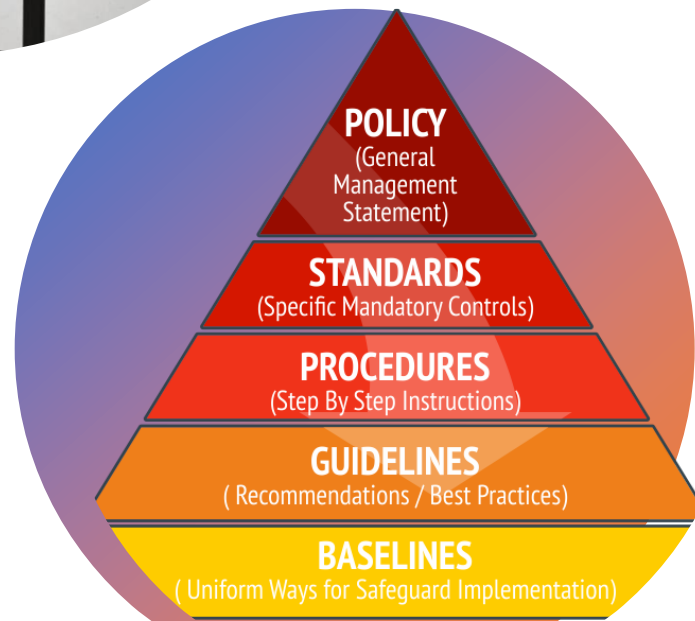 POLICY
(General
Management
Statement)
STANDARDS
(Specific Mandatory Controls)
PROCEDURES
(Step By Step Instructions)
GUIDELINES
( Recommendations / Best Practices)
BASELINES
( Uniform Ways for Safeguard Implementation)